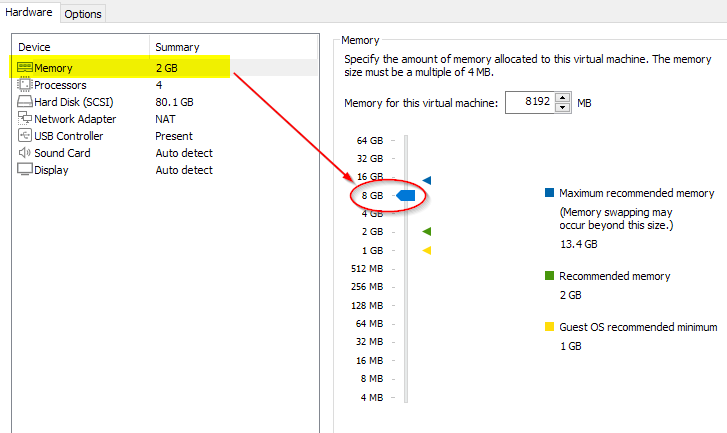 Hardware Options
Device Summary
Memory 2 GB
Processors 4
Hard Disk (SCSI) 80.1 GB
Network Adapter NAT
USB Controller Present
Sound Card Auto detect
Display Auto detect
Memory
Specify the amount of memory allocated to this virtual machine. The memory
size must be a multiple of 4 MB.
Memory for this virtual machine: 8192 MB
64 GB
32 GB
16 GB
8 GB
4 GB
2 GB
1 GB
512 MB
256 MB
128 MB
64 MB
32 MB
16 MB
8 MB
4 MB
Maximum recommended memory
(Memory swapping may
occur beyond this size.)
13.4 GB
Recommended memory
2 GB
Guest OS recommended minimum
1 GB